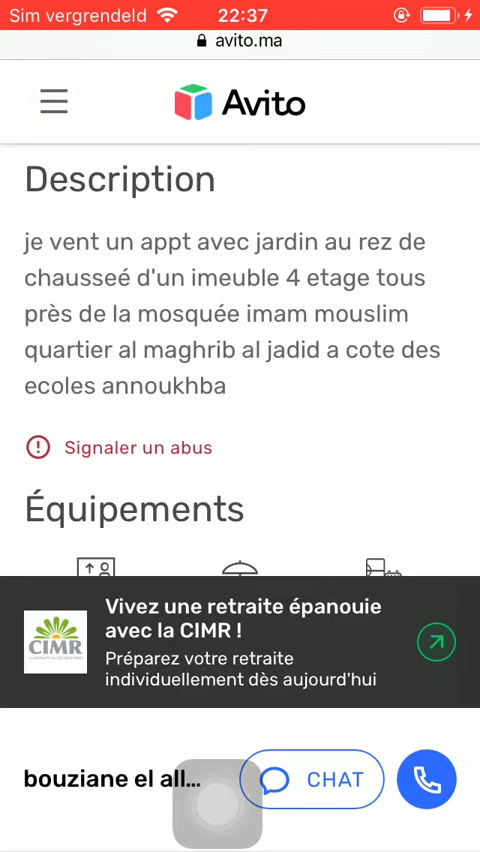 Sim vergrendeld 22:37
avito.ma
Avito
Description
je vent un appt avec jardin au rez de
chausseé d'un imeuble 4 etage tous
près de la mosquée imam mouslim
quartier al maghrib al jadid a cote des
ecoles annoukhba
Signaler un abus
Équipements
CIMR
Vivez une retraite épanouie
avec la CIMR !
Préparez votre retraite
individuellement dès aujourd'hui
bouziane el all... CHAT